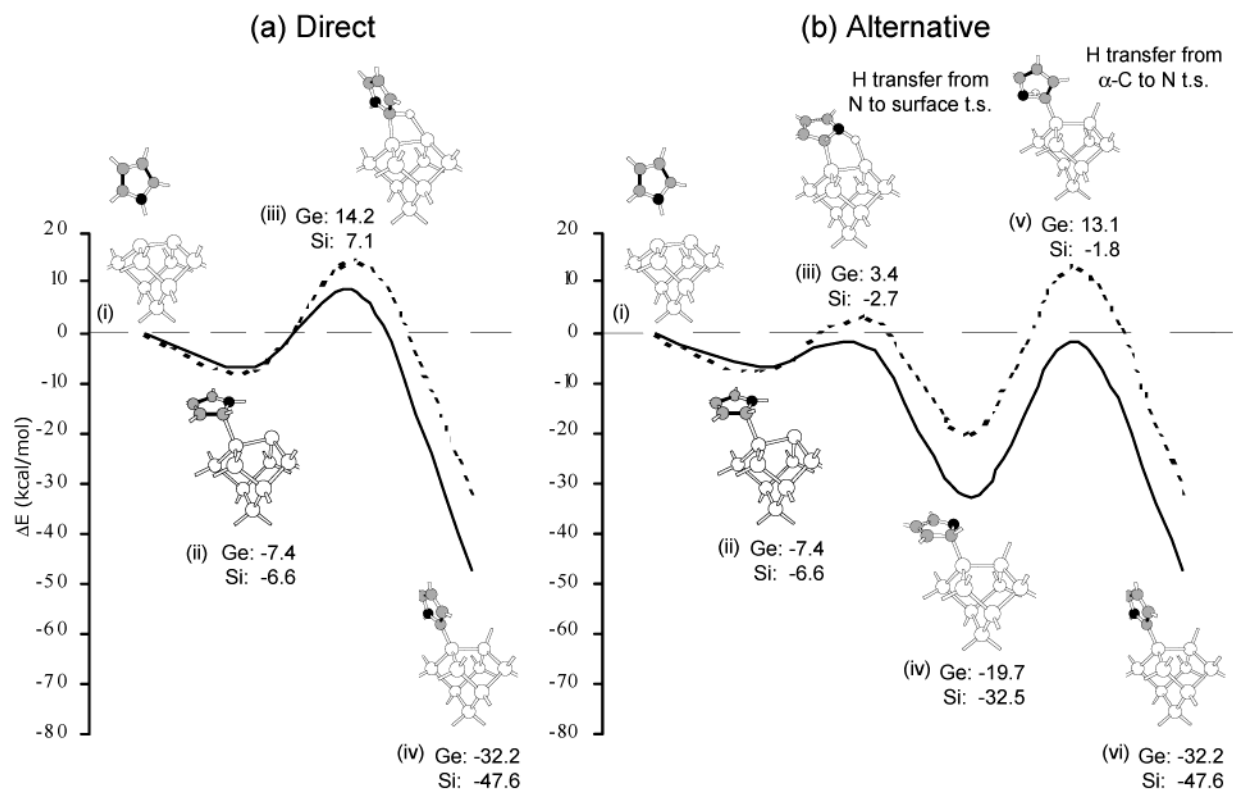 (a) Direct
(b) Alternative
H transfer from
N to surface t.s.
H transfer from
α-C to N t.s.
ΔE (kcal/mol)
20
10
0
-10
-20
-30
-40
-50
-60
-70
-80
(i)
(ii) Ge: -7.4
Si: -6.6
(iii) Ge: 14.2
Si: 7.1
(iv) Ge: -32.2
Si: -47.6
20
10
0
-10
-20
-30
-40
-50
-60
-70
-80
(i)
(ii) Ge: -7.4
Si: -6.6
(iii) Ge: 3.4
Si: -2.7
(iv) Ge: -19.7
Si: -32.5
(v) Ge: 13.1
Si: -1.8
(vi) Ge: -32.2
Si: -47.6